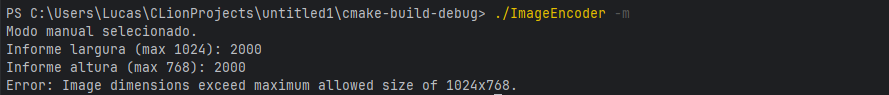 PS C:\Users\Lucas\CLionProjects\untitled1\cmake-build-debug> ./ImageEncoder -m
Modo manual selecionado.
Informe largura (max 1024): 2000
Informe altura (max 768): 2000
Error: Image dimensions exceed maximum allowed size of 1024x768.